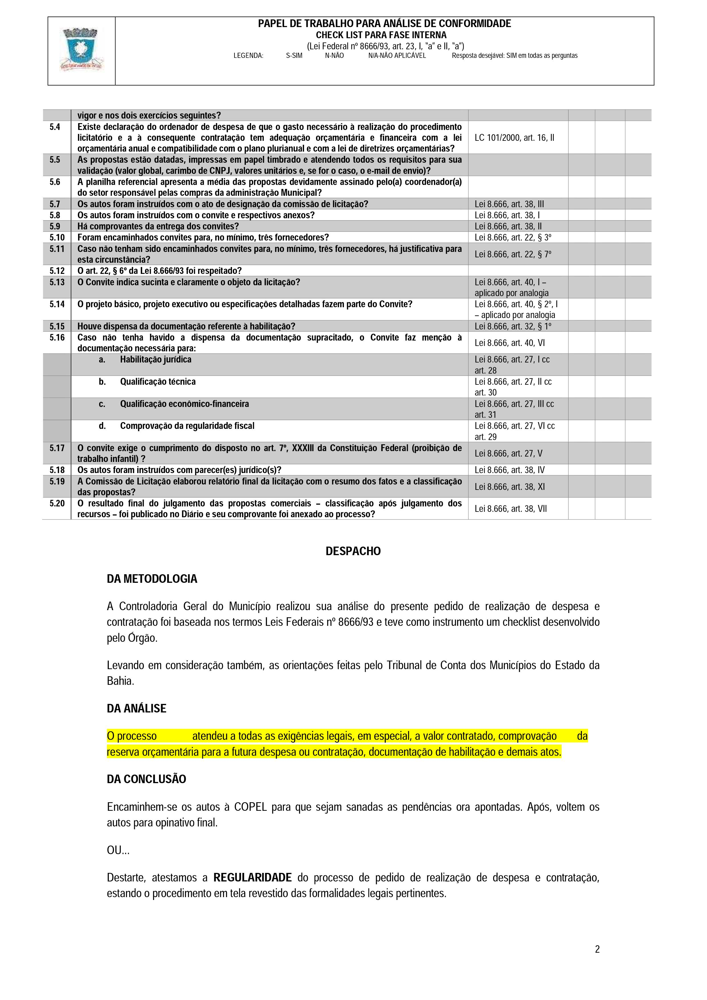 PAPEL DE TRABALHO PARA ANÁLISE DE CONFORMIDADE
CHECK LIST PARA FASE INTERNA
(Lei Federal nº 8666/93, art. 23, I, “a” e II, “a”)
LEGENDA: S-SIM N-NÃO N/A-NÃO APLICÁVEL Resposta desejável: SIM em todas as perguntas
vigor e nos dois exercícios seguintes?
5.4 Existe declaração do ordenador de despesa de que o gasto necessário à realização do procedimento
licitatório e a à consequente contratação tem adequação orçamentária e financeira com a lei
orçamentária anual e compatibilidade com o plano plurianual e com a lei de diretrizes orçamentárias?
LC 101/2000, art. 16, II
5.5 As propostas estão datadas, impressas em papel timbrado e atendendo todos os requisitos para sua
validação (valor global, carimbo de CNPJ, valores unitários e, se for o caso, o e-mail de envio)?
5.6 A planilha referencial apresenta a média das propostas devidamente assinado pelo(a) coordenador(a)
do setor responsável pelas compras da administração Municipal?
5.7 Os autos foram instruídos com o ato de designação da comissão de licitação? Lei 8.666, art. 38, III
5.8 Os autos foram instruídos com o convite e respectivos anexos? Lei 8.666, art. 38, I
5.9 Há comprovantes da entrega dos convites? Lei 8.666, art. 38, II
5.10 Foram encaminhados convites para, no mínimo, três fornecedores? Lei 8.666, art. 22, § 3º
5.11 Caso não tenham sido encaminhados convites para, no mínimo, três fornecedores, há justificativa para
esta circunstância?
Lei 8.666, art. 22, § 7º
5.12 O art. 22, § 6º da Lei 8.666/93 foi respeitado?
5.13 O Convite indica sucinta e claramente o objeto da licitação? Lei 8.666, art. 40, I –
aplicado por analogia
5.14 O projeto básico, projeto executivo ou especificações detalhadas fazem parte do Convite? Lei 8.666, art. 40, § 2º, I
– aplicado por analogia
5.15 Houve dispensa da documentação referente à habilitação? Lei 8.666, art. 32, § 1º
5.16 Caso não tenha havido a dispensa da documentação supracitado, o Convite faz menção à
documentação necessária para:
Lei 8.666, art. 40, VI
a. Habilitação jurídica Lei 8.666, art. 27, I cc
art. 28
b. Qualificação técnica Lei 8.666, art. 27, II cc
art. 30
c. Qualificação econômico-financeira Lei 8.666, art. 27, III cc
art. 31
d. Comprovação da regularidade fiscal Lei 8.666, art. 27, VI cc
art. 29
5.17 O convite exige o cumprimento do disposto no art. 7º, XXXIII da Constituição Federal (proibição de
trabalho infantil) ?
Lei 8.666, art. 27, V
5.18 Os autos foram instruídos com parecer(es) jurídico(s)? Lei 8.666, art. 38, IV
5.19 A Comissão de Licitação elaborou relatório final da licitação com o resumo dos fatos e a classificação
das propostas?
Lei 8.666, art. 38, XI
5.20 O resultado final do julgamento das propostas comerciais – classificação após julgamento dos
recursos – foi publicado no Diário e seu comprovante foi anexado ao processo?
Lei 8.666, art. 38, VII
DESPACHO
DA METODOLOGIA
A Controladoria Geral do Município realizou sua análise do presente pedido de realização de despesa e
contratação foi baseada nos termos Leis Federais nº 8666/93 e teve como instrumento um checklist desenvolvido
pelo Órgão.
Levando em consideração também, as orientações feitas pelo Tribunal de Conta dos Municípios do Estado da
Bahia.
DA ANÁLISE
O processo atendeu a todas as exigências legais, em especial, a valor contratado, comprovação da
reserva orçamentária para a futura despesa ou contratação, documentação de habilitação e demais atos.
DA CONCLUSÃO
Encaminhem-se os autos à COPEL para que sejam sanadas as pendências ora apontadas. Após, voltem os
autos para opinativo final.
OU...
Destarte, atestamos a REGULARIDADE do processo de pedido de realização de despesa e contratação,
estando o procedimento em tela revestido das formalidades legais pertinentes.
2